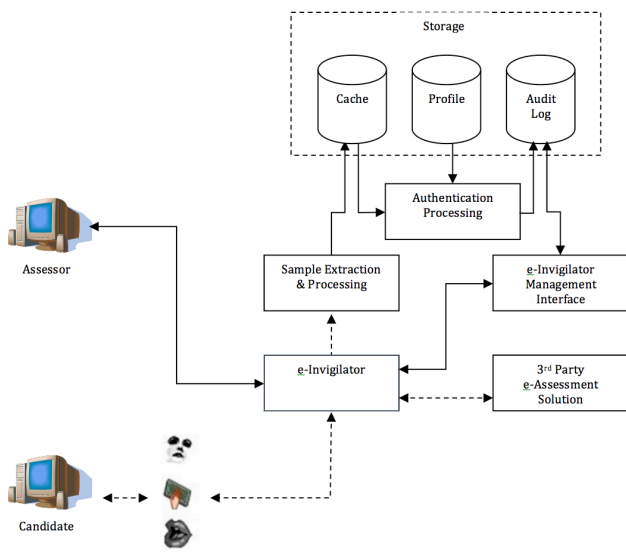 Storage
Cache
Profile
Audit
Log
Authentication
Processing
Assessor
Sample Extraction
& Processing
e-Invigilator
Management
Interface
e-Invigilator
3rd Party
e-Assessment
Solution
Candidate